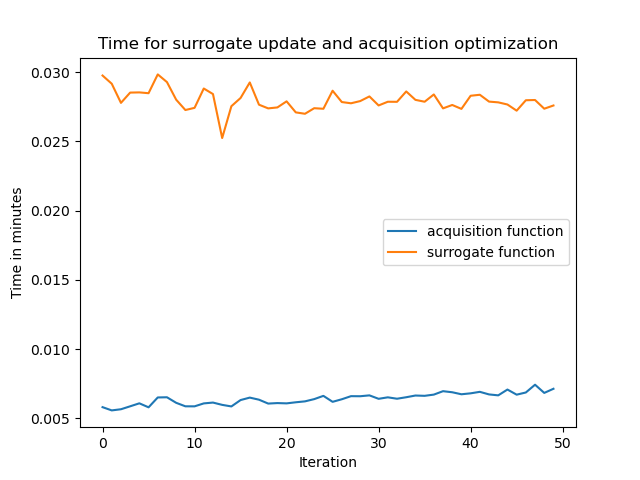 Time for surrogate update and acquisition optimization
0.030
0.025
0.020
0.015
0.010
0.005
Time in minutes
acquisition function
surrogate function
0
10
20
30
40
50
Iteration